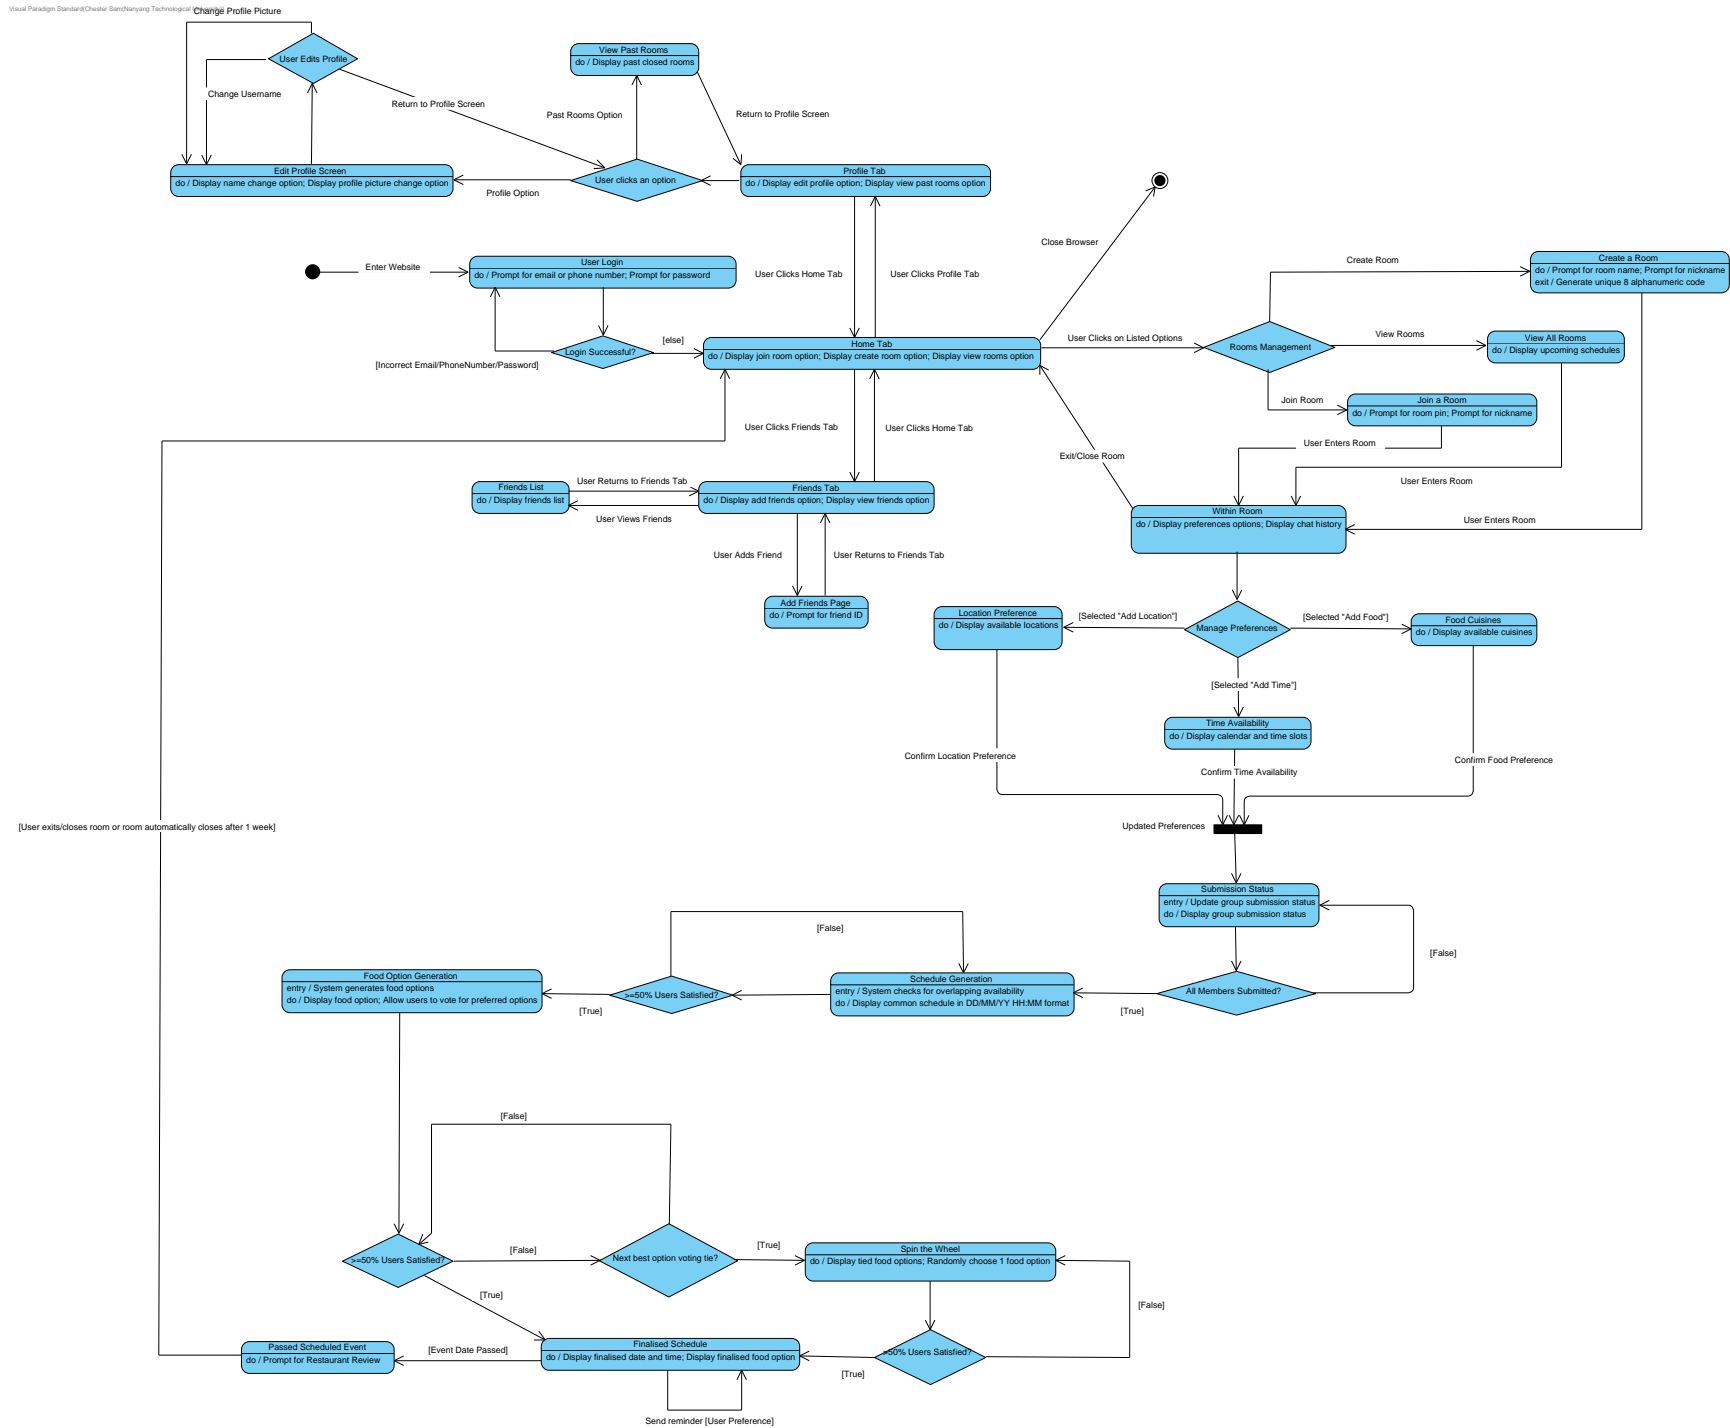 Visual Paradigm Standard(Chester Sam(Nanyang Technological
Change Profile Picture
User Edits Profile
Change Username
Return to Profile Screen
View Past Rooms
do / Display past closed rooms
Past Rooms Option
Return to Profile Screen
Edit Profile Screen
do / Display name change option; Display profile picture change option
Profile Option
User clicks an option
Profile Tab
do / Display edit profile option; Display view past rooms option
Close Browser
Enter Website
User Login
do / Prompt for email or phone number; Prompt for password
User Clicks Home Tab
User Clicks Profile Tab
Create Room
Create a Room
do / Prompt for room name; Prompt for nickname
exit / Generate unique 8 alphanumeric code
Login Successful?
[else]
[Incorrect Email/PhoneNumber/Password]
Home Tab
do / Display join room option; Display create room option; Display view rooms option
User Clicks on Listed Options
Rooms Management
View Rooms
View All Rooms
do / Display upcoming schedules
Join Room
Join a Room
do / Prompt for room pin; Prompt for nickname
User Clicks Friends Tab
User Clicks Home Tab
Exit/Close Room
User Enters Room
User Enters Room
User Enters Room
Friends List
do / Display friends list
User Returns to Friends Tab
User Views Friends
Friends Tab
do / Display add friends option; Display view friends option
Within Room
do / Display preferences options; Display chat history
User Adds Friend
User Returns to Friends Tab
Add Friends Page
do / Prompt for friend ID
Location Preference
do / Display available locations
[Selected "Add Location"]
Manage Preferences
[Selected "Add Food"]
Food Cuisines
do / Display available cuisines
[Selected "Add Time"]
Time Availability
do / Display calendar and time slots
Confirm Location Preference
Confirm Time Availability
Confirm Food Preference
Updated Preferences
[User exits/closes room or room automatically closes after 1 week]
Submission Status
entry / Update group submission status
do / Display group submission status
[False]
[False]
All Members Submitted?
[True]
Schedule Generation
entry / System checks for overlapping availability
do / Display common schedule in DD/MM/YY HH:MM format
>=50% Users Satisfied?
[True]
Food Option Generation
entry / System generates food options
do / Display food option; Allow users to vote for preferred options
[False]
>=50% Users Satisfied?
[False]
Next best option voting tie?
[True]
Spin the Wheel
do / Display tied food options; Randomly choose 1 food option
[True]
[False]
>50% Users Satisfied?
[True]
Finalised Schedule
do / Display finalised date and time; Display finalised food option
[Event Date Passed]
Passed Scheduled Event
do / Prompt for Restaurant Review
Send reminder [User Preference]